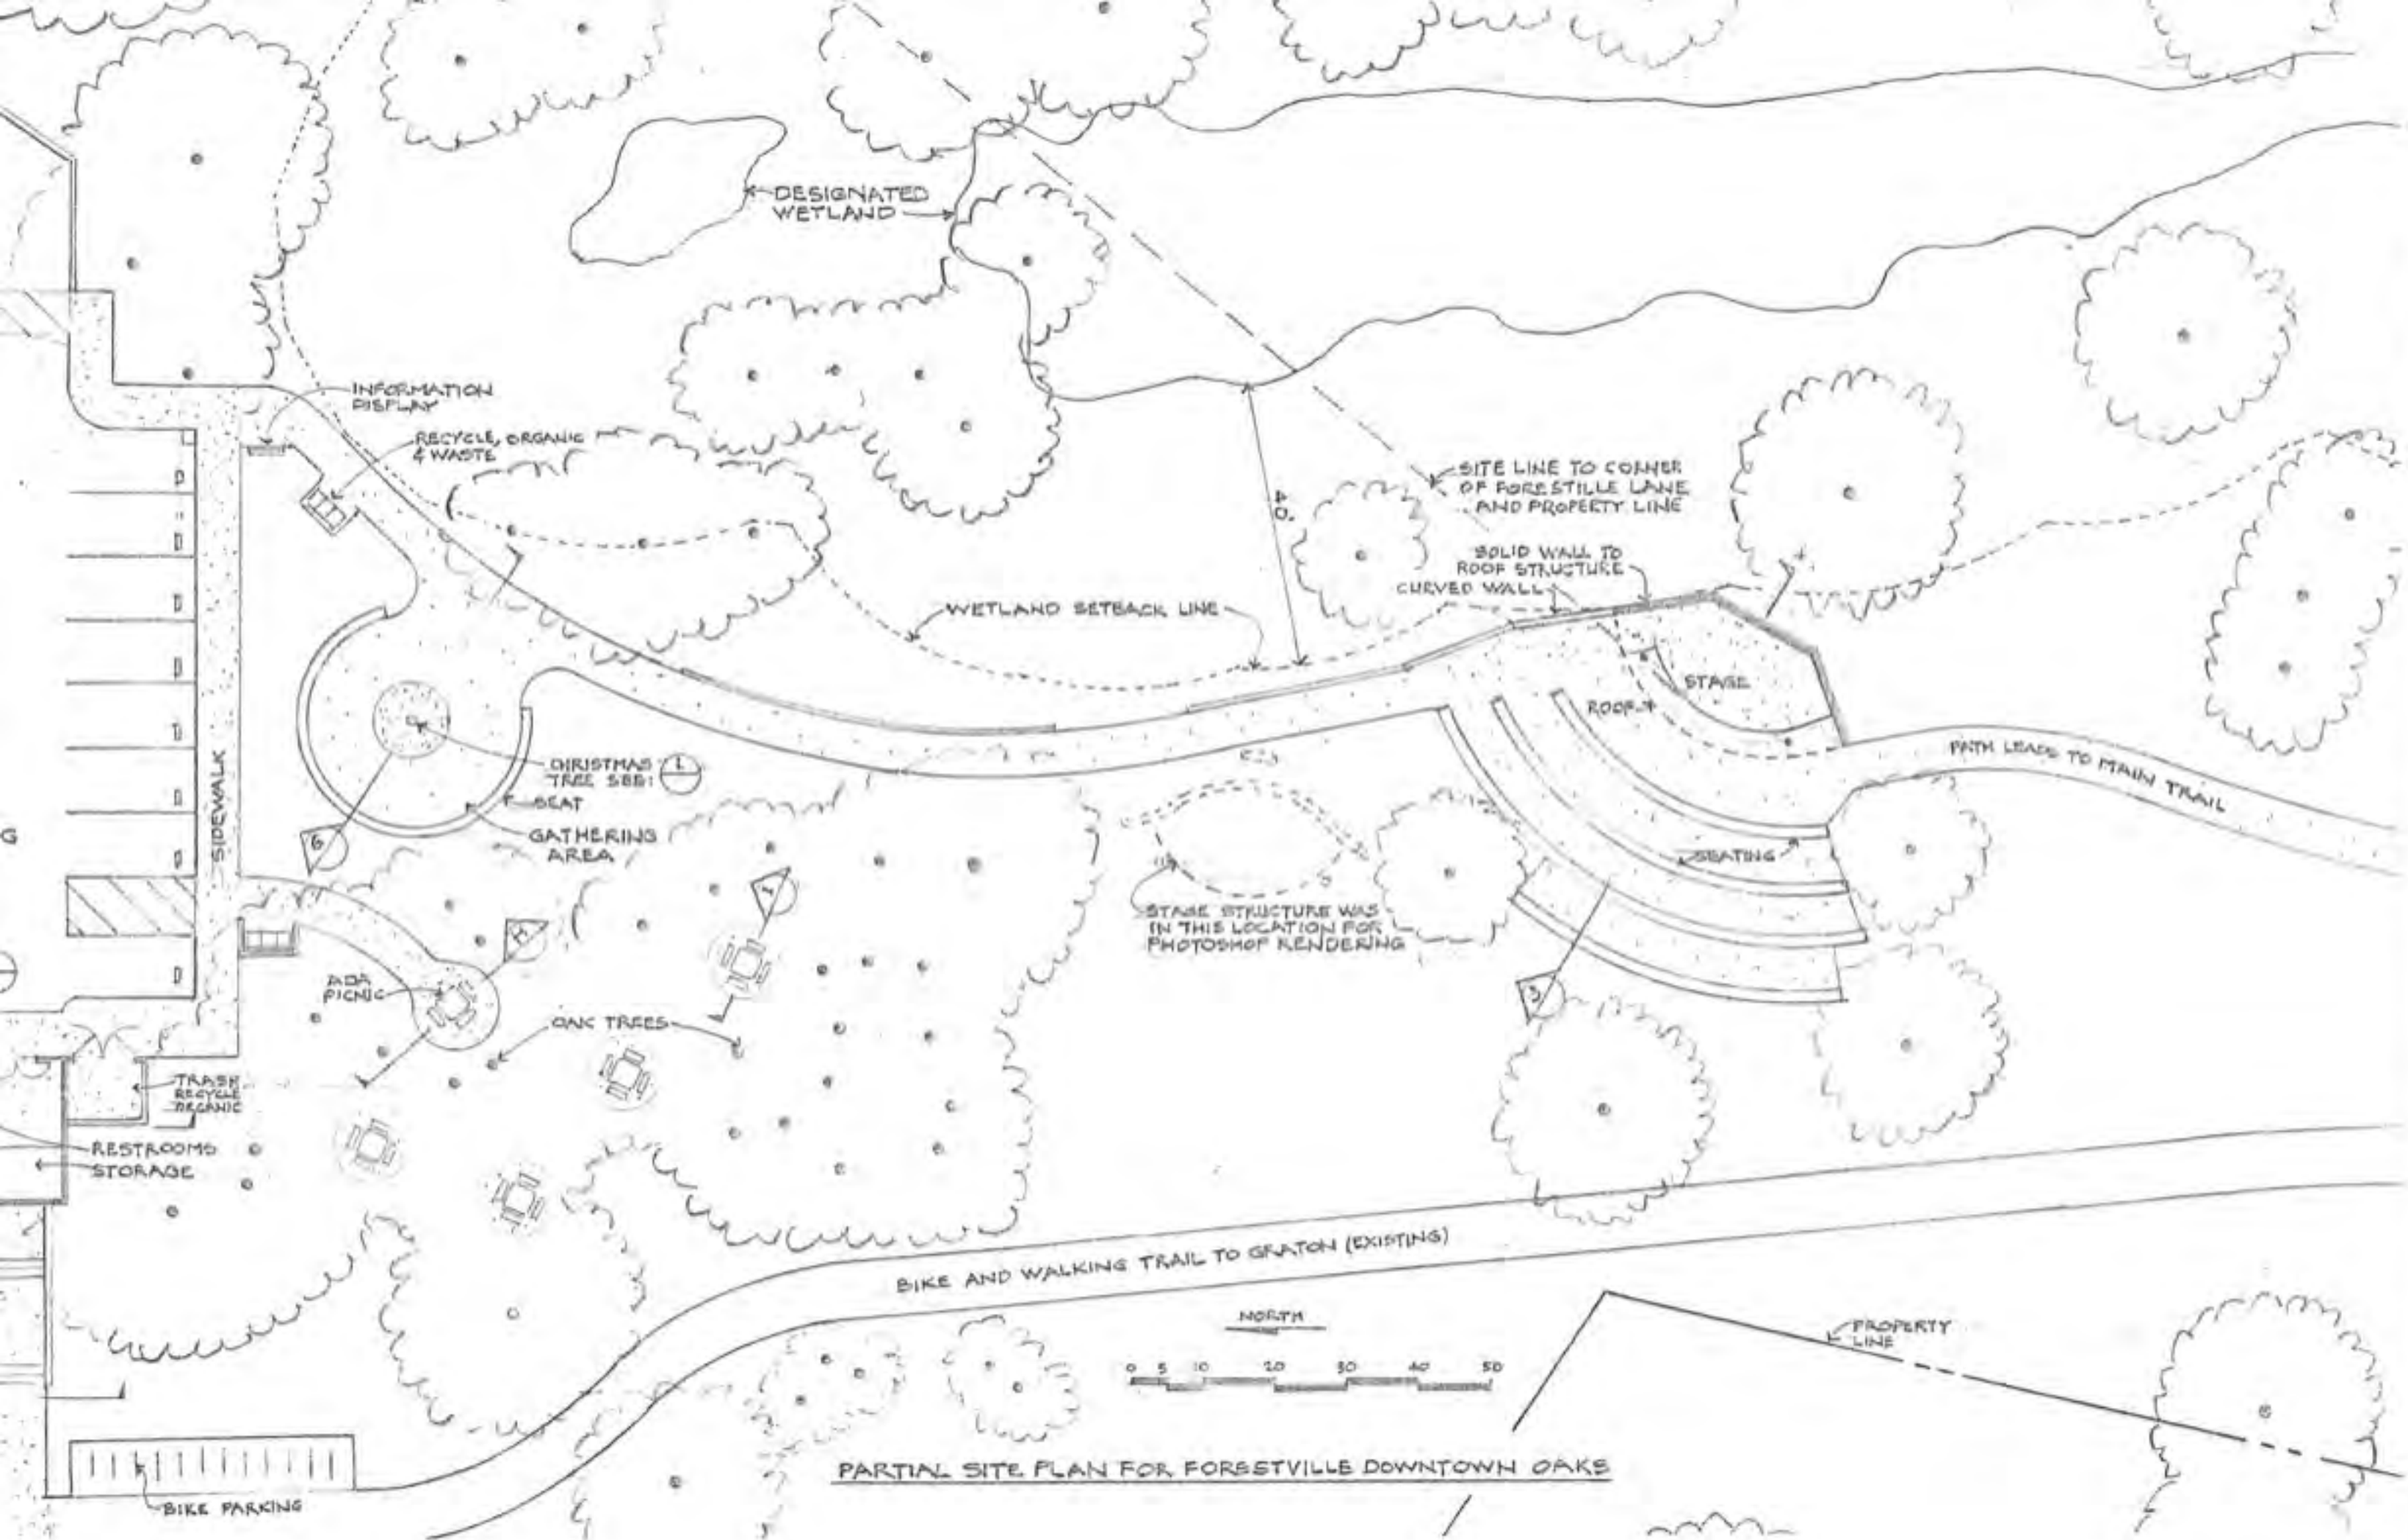 DESIGNATED
WETLAND
INFORMATION
DISPLAY
RECYCLE, ORGANIC
& WASTE
SITE LINE TO CORNER
OF FORESTILLE LANE
AND PROPERTY LINE
40'
SOLID WALL TO
ROOF STRUCTURE
CURVED WALL
WETLAND SETBACK LINE
STAGE
ROOF
SIDEWALK
CHRISTMAS
TREE SEE:
1
SEAT
GATHERING
AREA
PATH LEADS TO MAIN TRAIL
G
6
SEATING
STAGE STRUCTURE WAS
IN THIS LOCATION FOR
PHOTOSHOP RENDERING
ADA
PICNIC
3
OAK TREES
TRASH
RECYCLE
ORGANIC
RESTROOMS
STORAGE
BIKE AND WALKING TRAIL TO GRATON (EXISTING)
NORTH
0 5 10 20 30 40 50
PROPERTY
LINE
PARTIAL SITE PLAN FOR FORESTVILLE DOWNTOWN OAKS
BIKE PARKING